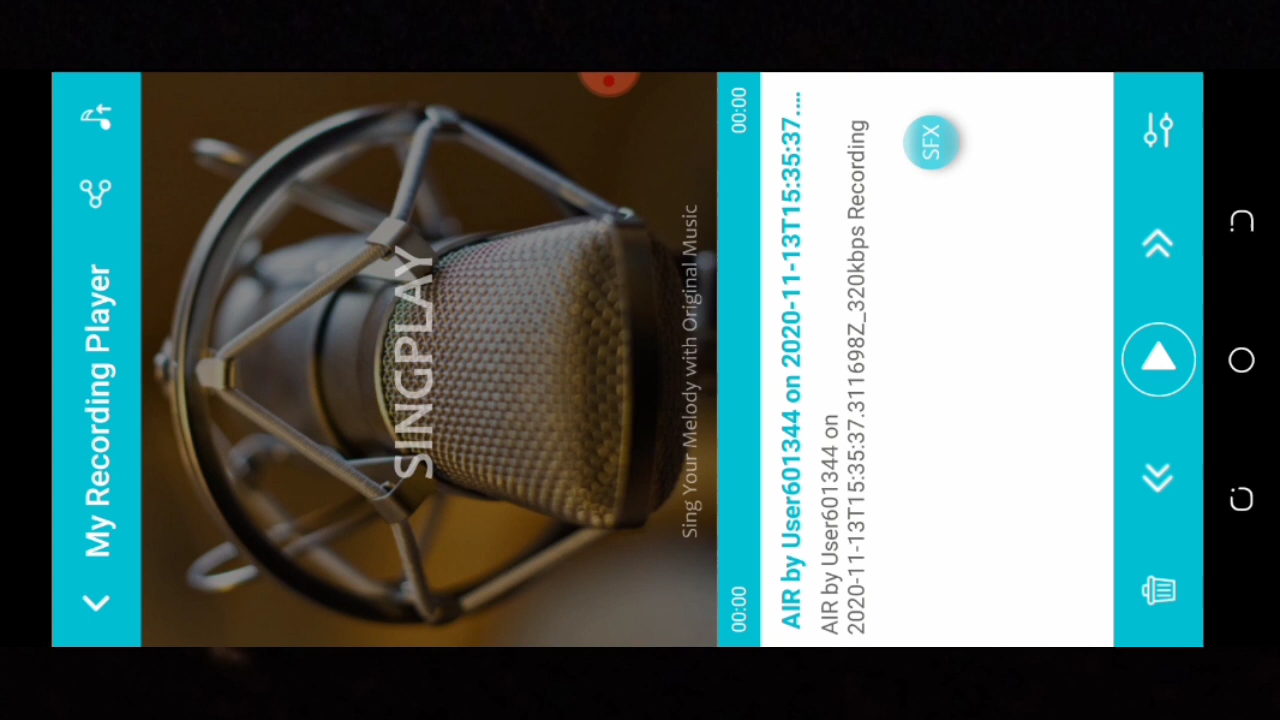 My Recording Player
SINGPLAY
Sing Your Melody with Original Music
00:00
00:00
AIR by User601344 on 2020-11-13T15:35:37....
AIR by User601344 on
2020-11-13T15:35:37.311698Z_320kbps Recording
SFX